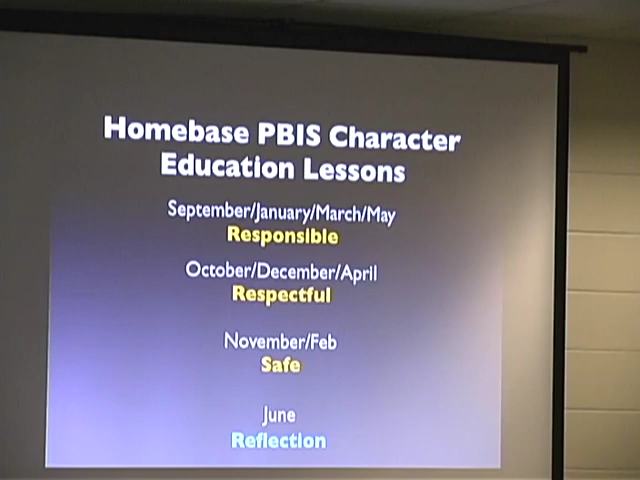 Homebase PBIS Character
Education Lessons
September/January/March/May
Responsible
October/December/April
Respectful
November/Feb
Safe
June
Reflection